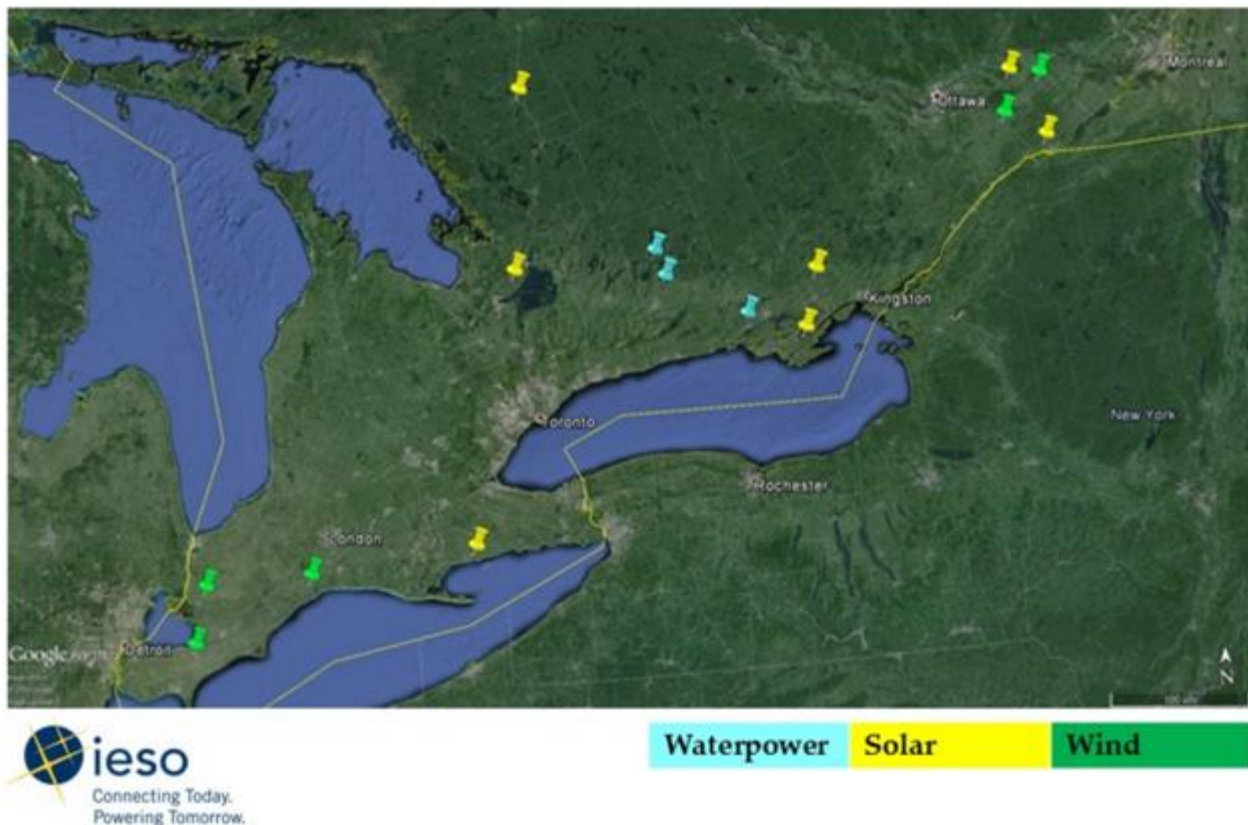 Montreal
Ottawa
Kingston
Toronto
New York
Rochester
London
Detroit
Google
N
ieso
Connecting Today.
Powering Tomorrow.
Waterpower Solar Wind